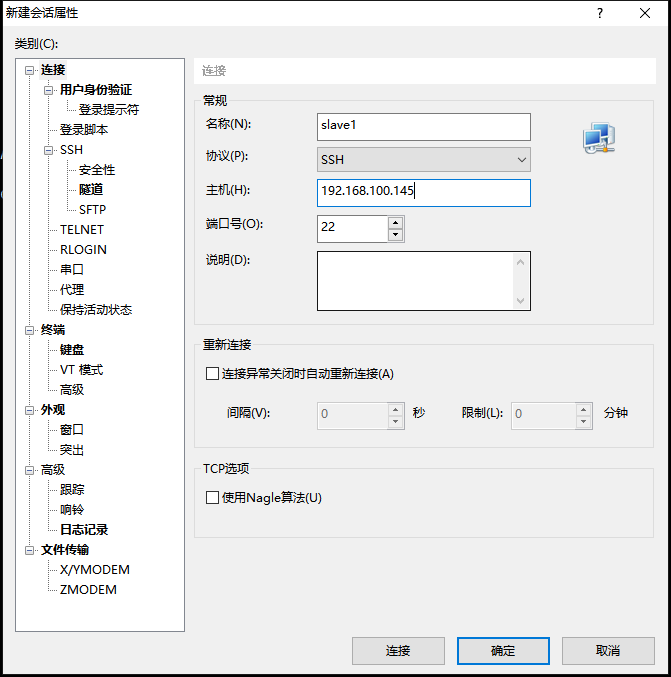 新建会话属性
类别(C):
连接
用户身份验证
登录提示符
登录脚本
SSH
安全性
隧道
SFTP
TELNET
RLOGIN
串口
代理
保持活动状态
终端
键盘
VT 模式
高级
外观
窗口
突出
高级
跟踪
响铃
日志记录
文件传输
X/YMODEM
ZMODEM
连接
常规
名称(N): slave1
协议(P): SSH
主机(H): 192.168.100.145
端口号(O): 22
说明(D):
重新连接
连接异常关闭时自动重新连接(A)
间隔(V): 0 秒 限制(L): 0 分钟
TCP选项
使用Nagle算法(U)
连接 确定 取消